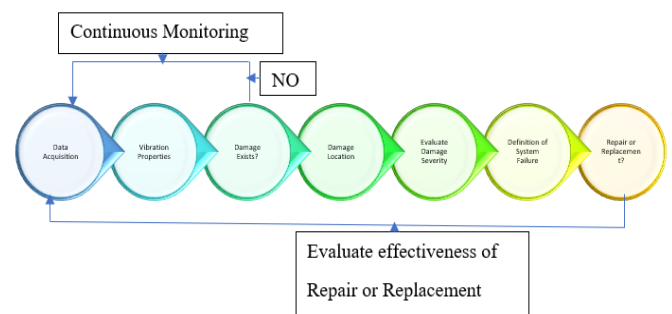 Continuous Monitoring
NO
Data
Acquisition
Vibration
Properties
Damage
Exists?
Damage
Location
Evaluate
Damage
Severity
Definition of
System
Failure
Repair or
Replacemen
t?
Evaluate effectiveness of
Repair or Replacement